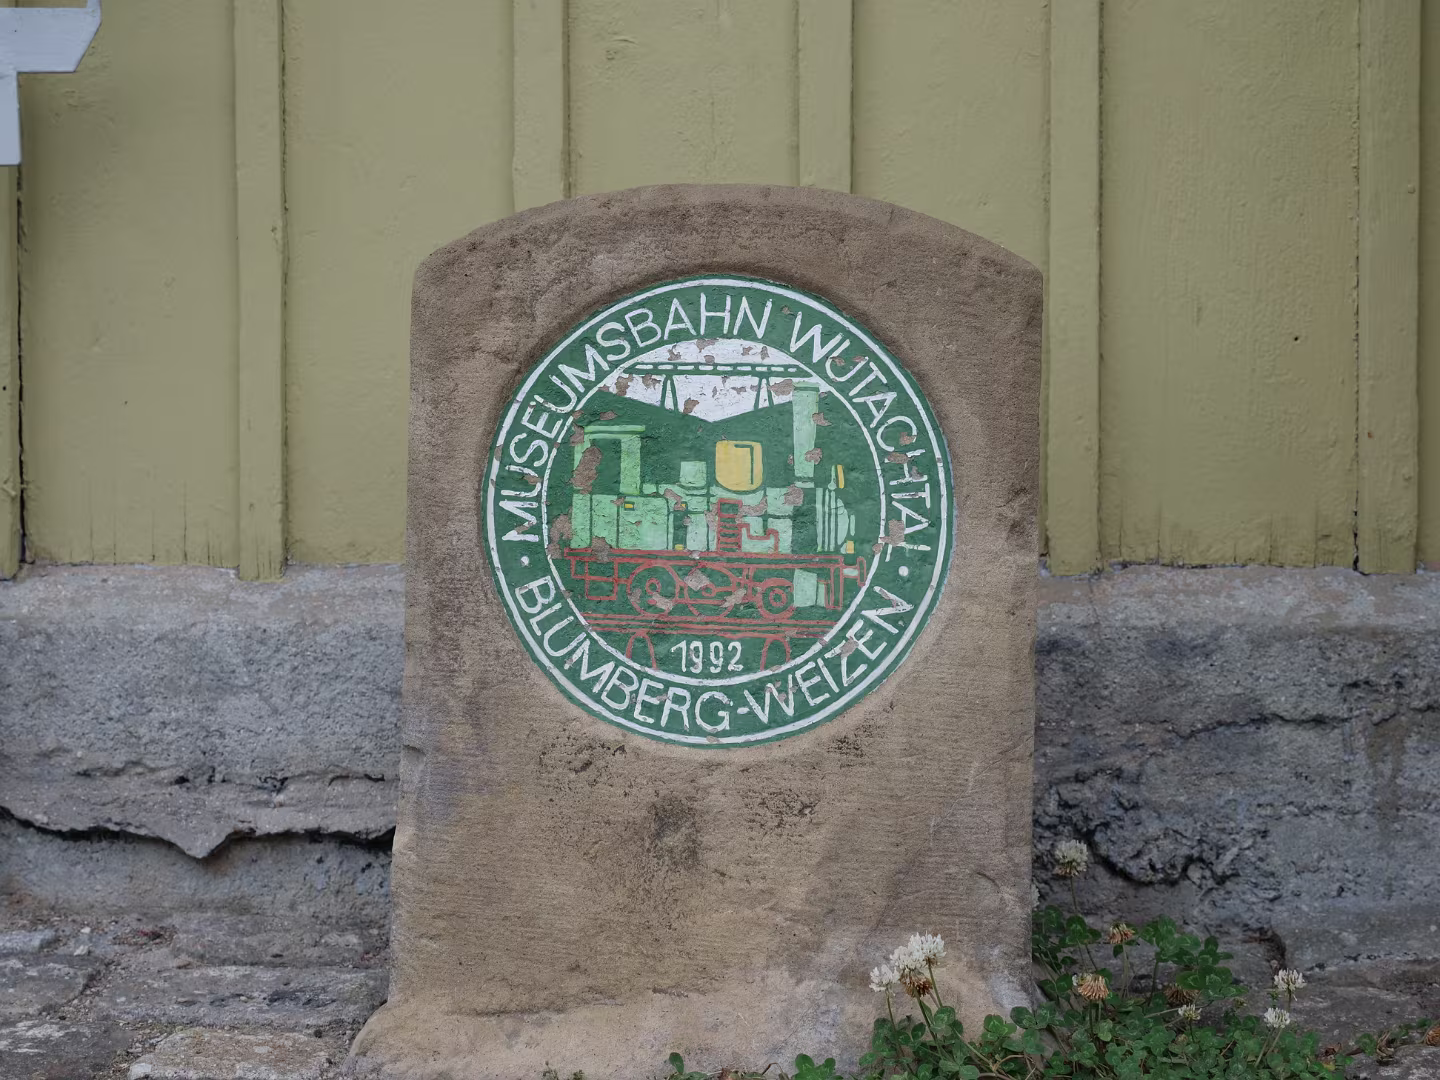 MUSEUMSBAHN WUTACHTAL
1992
· BLUMBERG-WEIZEN ·